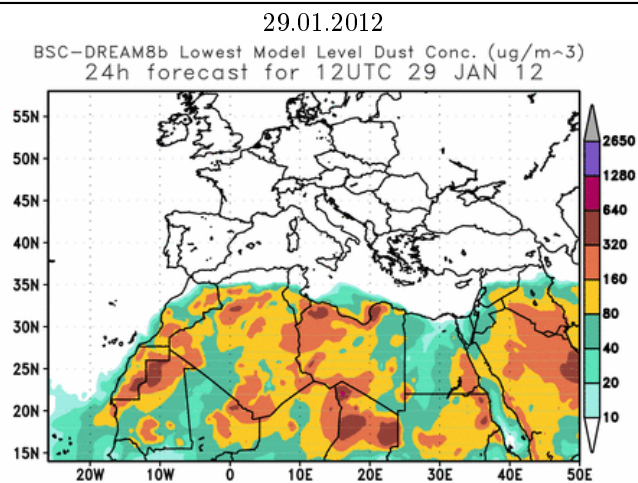 29.01.2012
BSC-DREAM8b Lowest Model Level Dust Conc. (ug/m^3)
24h forecast for 12UTC 29 JAN 12
55N
50N
45N
40N
35N
30N
25N
20N
15N
20W 10W 0 10E 20E 30E 40E 50E
2650
1280
640
320
160
80
40
20
10